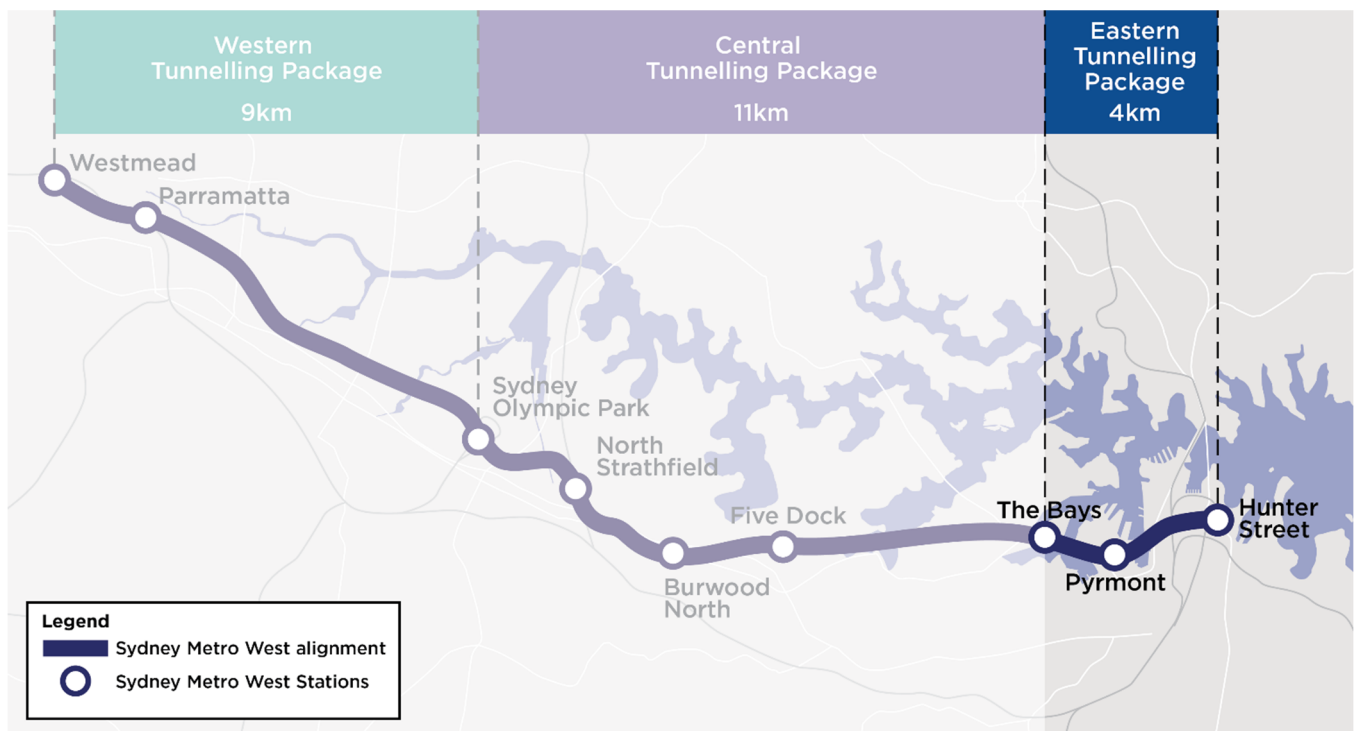 Western
Tunnelling Package
9km
Central
Tunnelling Package
11km
Eastern
Tunnelling
Package
4km
Westmead
Parramatta
Sydney
Olympic Park
North
Strathfield
Five Dock
Burwood
North
The Bays
Pyrmont
Hunter
Street
Legend
Sydney Metro West alignment
Sydney Metro West Stations